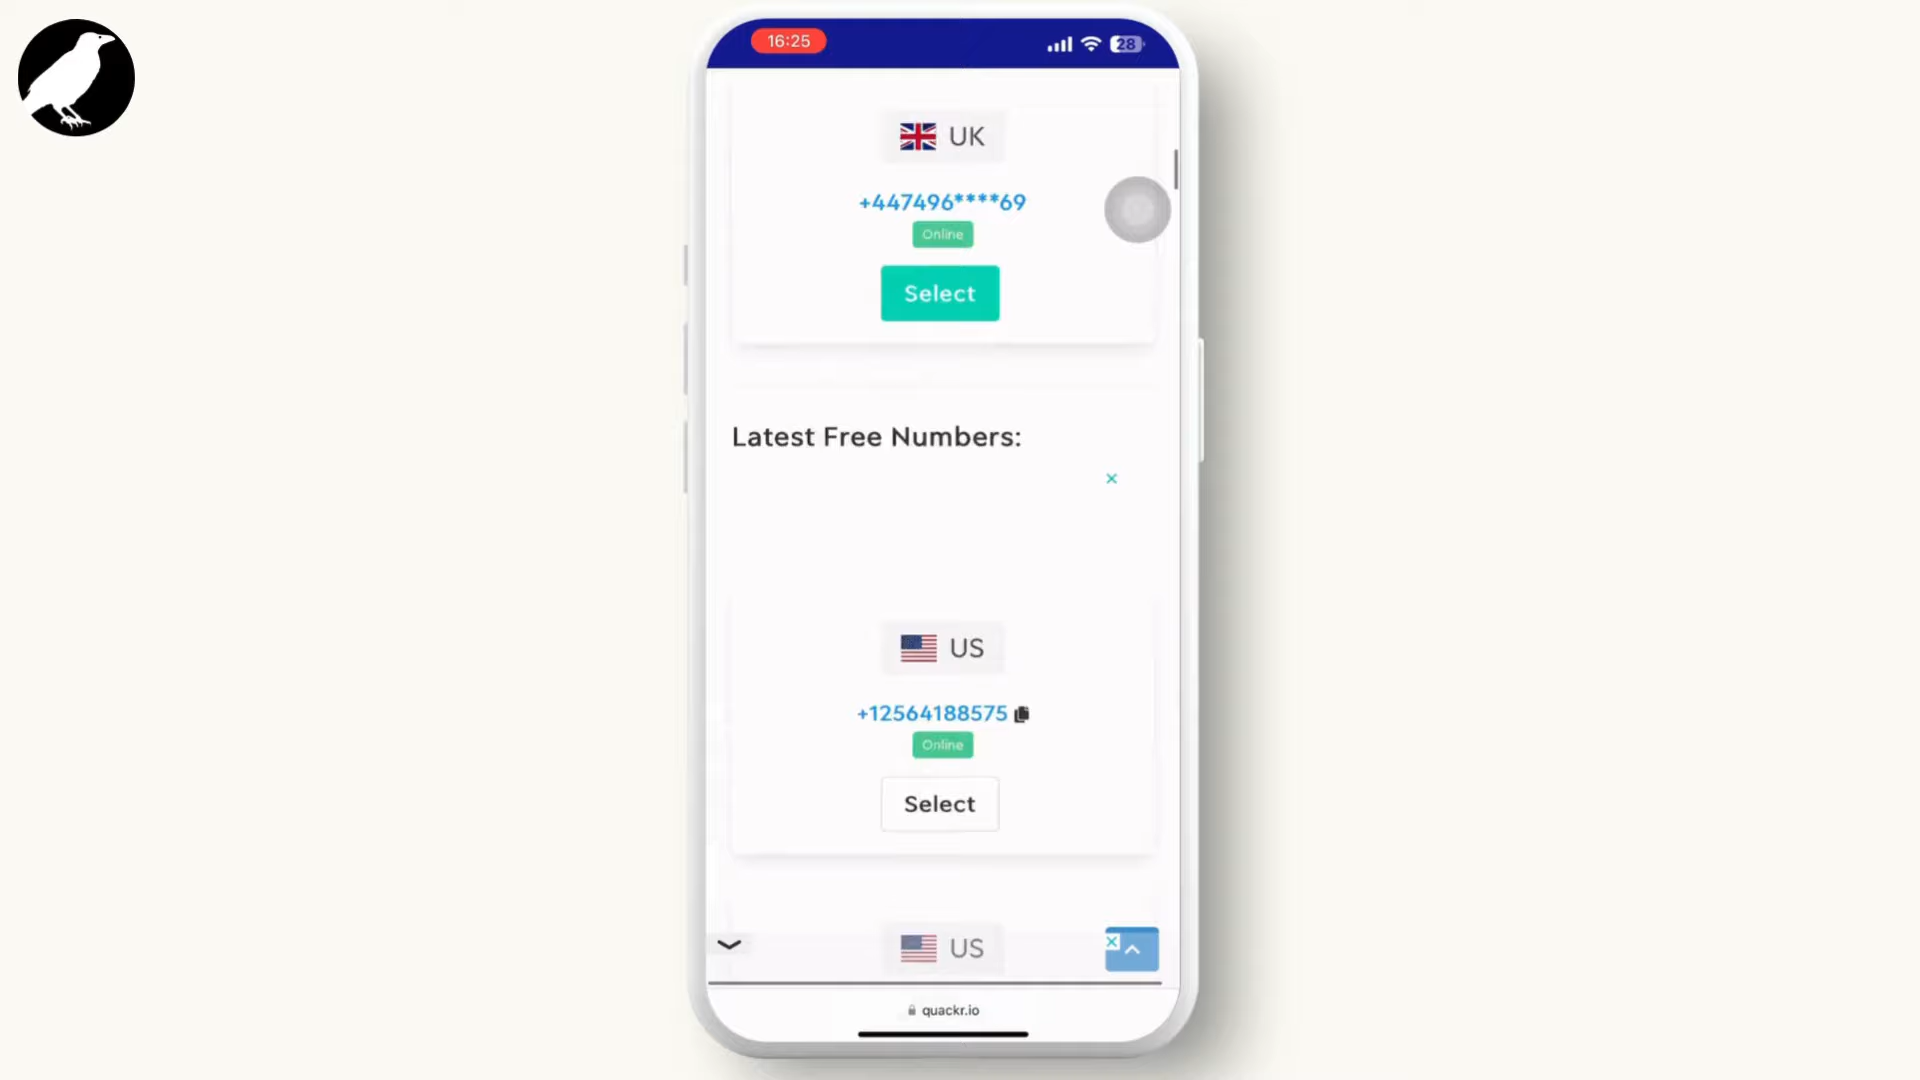 16:25
28
UK
+447496****69
Online
Select
Latest Free Numbers:
US
+12564188575
Online
Select
US
quackr.io